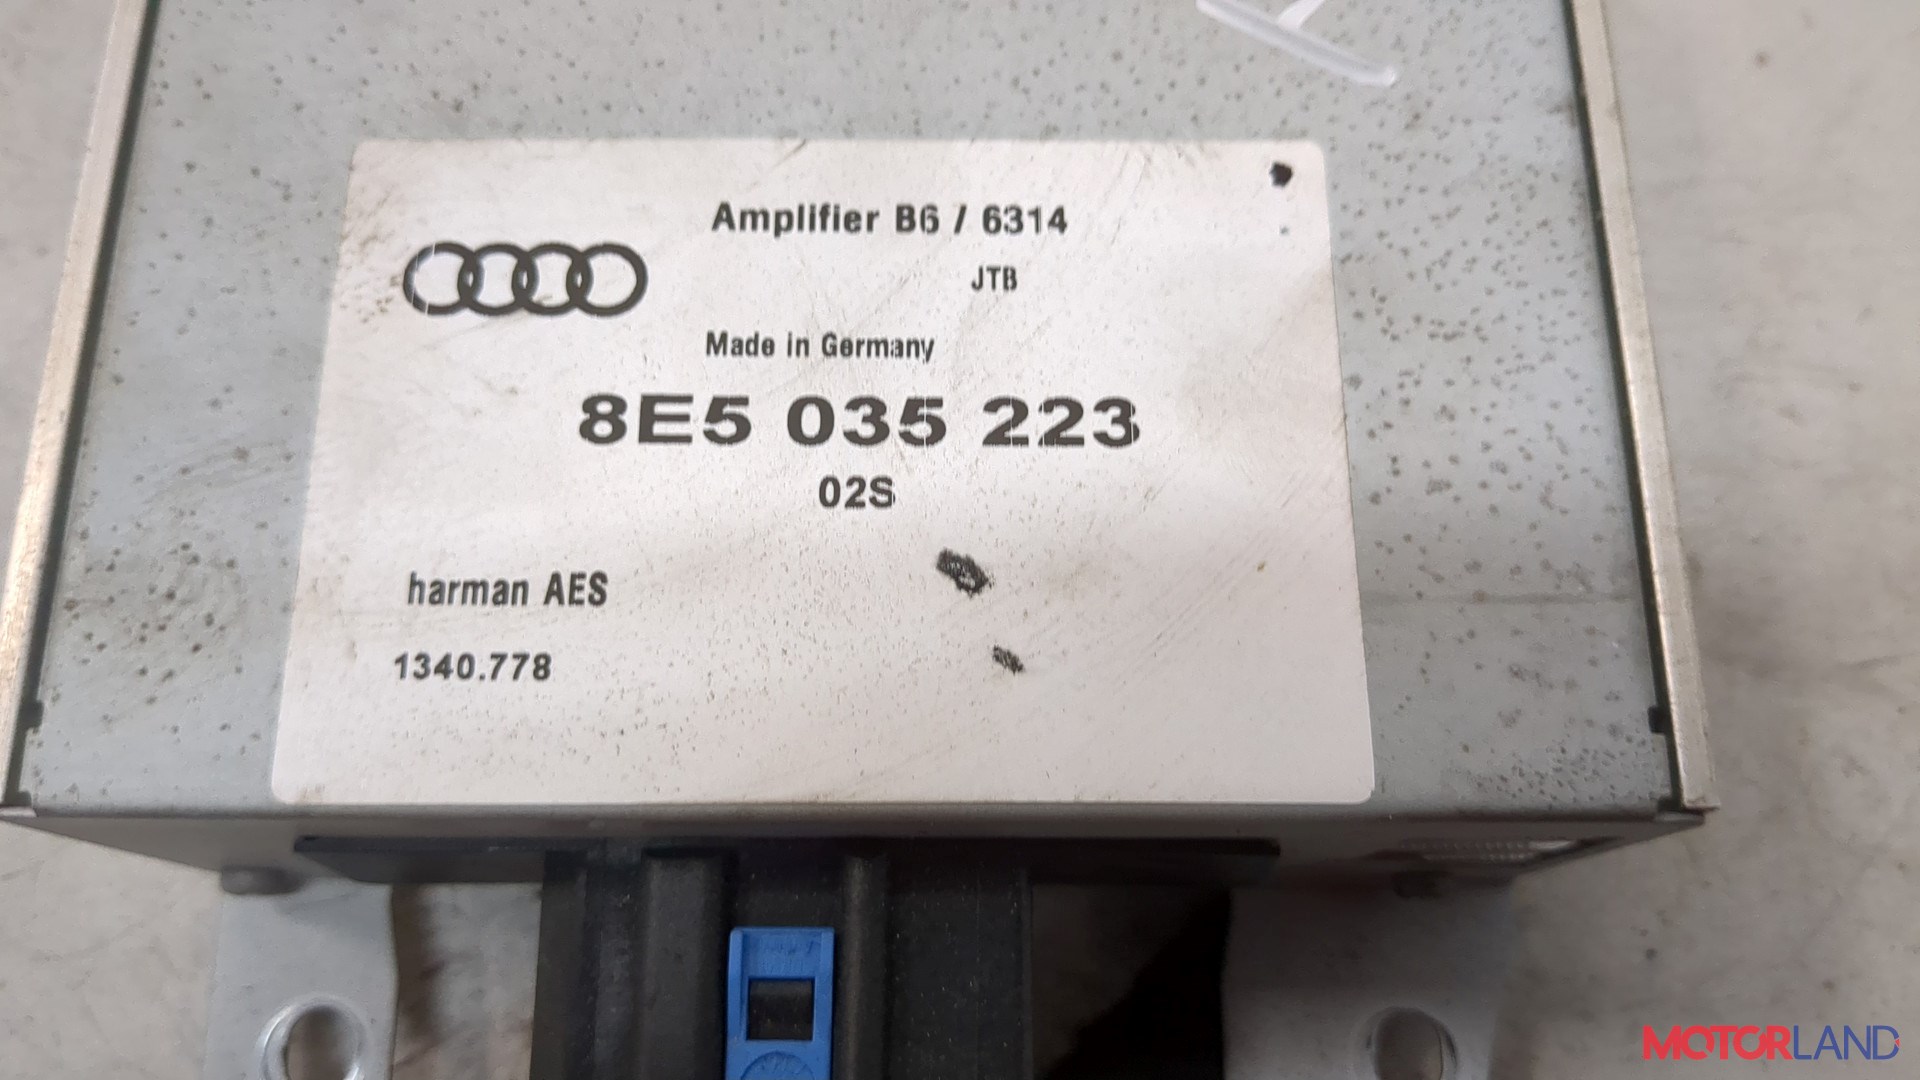 Amplifier B6 / 6314
JTB
Made in Germany
8E5 035 223
02S
harman AES
1340.778
MOTORLAND